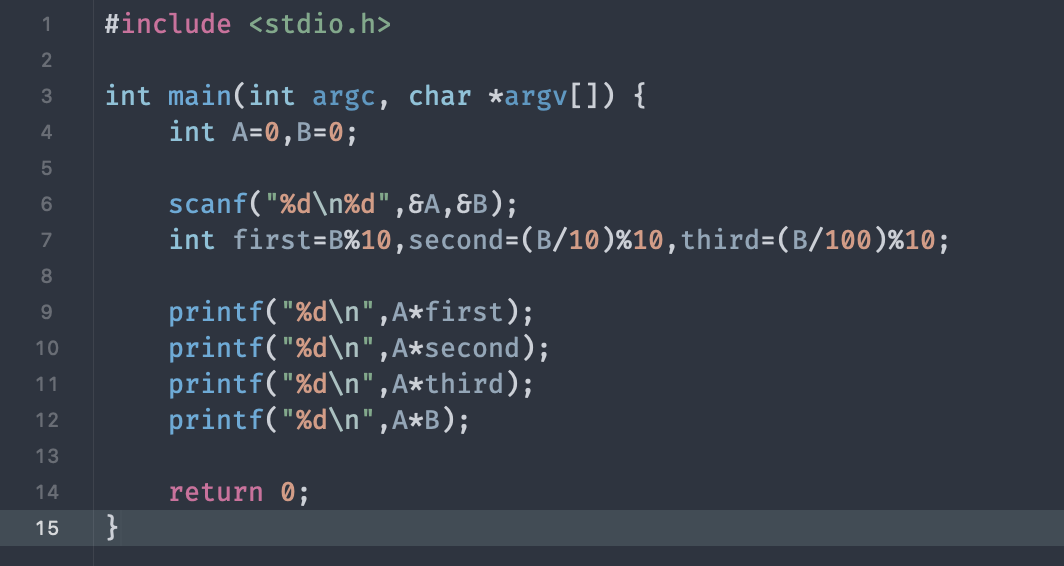 1 #include <stdio.h>
2
3 int main(int argc, char *argv[]) {
4     int A=0,B=0;
5
6     scanf("%d\n%d",&A,&B);
7     int first=B%10,second=(B/10)%10,third=(B/100)%10;
8
9     printf("%d\n",A*first);
10     printf("%d\n",A*second);
11     printf("%d\n",A*third);
12     printf("%d\n",A*B);
13
14     return 0;
15 }